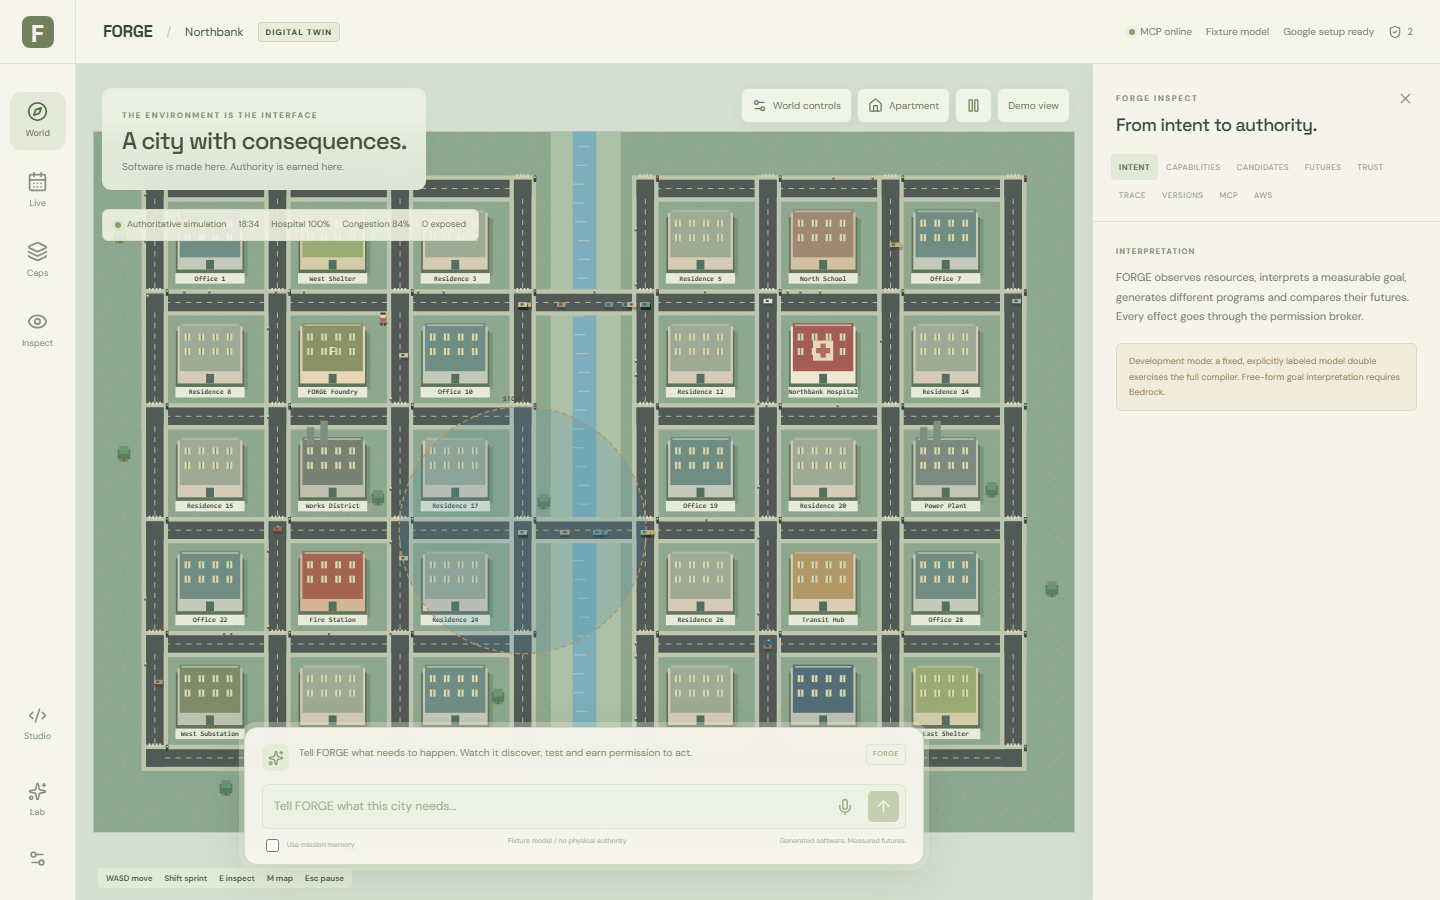 F
FORGE / Northbank DIGITAL TWIN
MCP online Fixture model Google setup ready 2
World
Live
Caps
Inspect
Studio
Lab
THE ENVIRONMENT IS THE INTERFACE
A city with consequences.
Software is made here. Authority is earned here.
World controls
Apartment
Demo view
Authoritative simulation 18:34 Hospital 100% Congestion 84% 0 exposed
Office 1
West Shelter
Residence 3
Residence 5
North School
Office 7
F
Residence 8
FORGE Foundry
Office 10
Residence 12
Northbank Hospital
Residence 14
Residence 15
Works District
Residence 17
Office 19
Residence 20
Power Plant
Office 22
Fire Station
Residence 24
Residence 26
Transit Hub
Office 28
West Substation
East Shelter
Tell FORGE what needs to happen. Watch it discover, test and earn permission to act.
FORGE
Tell FORGE what this city needs...
Use mission memory
Fixture model / no physical authority
Generated software. Measured futures.
WASD move Shift sprint E inspect M map Esc pause
FORGE INSPECT
From intent to authority.
INTENT CAPABILITIES CANDIDATES FUTURES TRUST
TRACE VERSIONS MCP AWS
INTERPRETATION
FORGE observes resources, interprets a measurable goal,
generates different programs and compares their futures.
Every effect goes through the permission broker.
Development mode: a fixed, explicitly labeled model double
exercises the full compiler. Free-form goal interpretation requires
Bedrock.